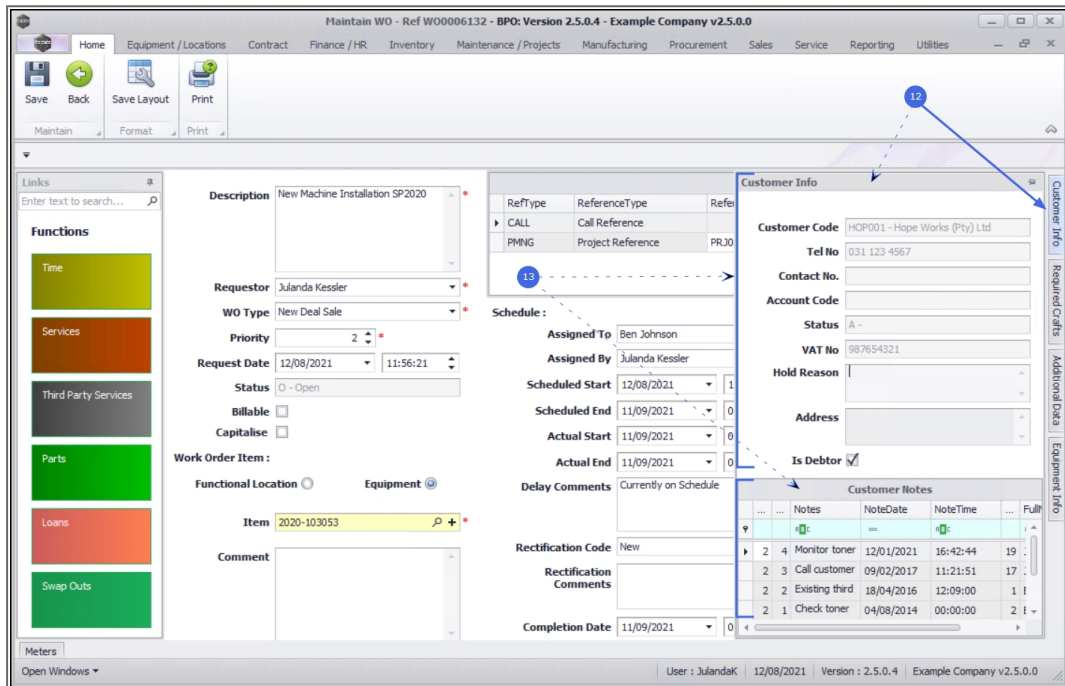 Maintain WO - Ref WO0006132 - BPO: Version 2.5.0.4 - Example Company v2.5.0.0
Home Equipment / Locations Contract Finance / HR Inventory Maintenance / Projects Manufacturing Procurement Sales Service Reporting Utilities
Save Back Save Layout Print
Maintain Format Print
12
Links
Enter text to search...
Functions
Time
Services
Third Party Services
Parts
Loans
Swap Outs
Description New Machine Installation SP2020 *
Requestor Julanda Kessler *
WO Type New Deal Sale *
Priority 2 *
Request Date 12/08/2021 11:56:21
Status O - Open
Billable
Capitalise
Work Order Item :
Functional Location Equipment
Item 2020-103053 *
Comment
RefType ReferenceType Refe
CALL Call Reference
PMNG Project Reference PRJ0
13
Schedule :
Assigned To Ben Johnson
Assigned By Julanda Kessler
Scheduled Start 12/08/2021 1
Scheduled End 11/09/2021 0
Actual Start 11/09/2021 0
Actual End 11/09/2021 0
Delay Comments Currently on Schedule
Rectification Code New
Rectification
Comments
Completion Date 11/09/2021 0
Customer Info
Customer Code HOP001 - Hope Works (Pty) Ltd
Tel No 031 123 4567
Contact No.
Account Code
Status A -
VAT No 987654321
Hold Reason
Address
Is Debtor
Customer Notes
... ... Notes NoteDate NoteTime ... Full
=
2 4 Monitor toner 12/01/2021 16:42:44 19
2 3 Call customer 09/02/2017 11:21:51 17
2 2 Existing third 18/04/2016 12:09:00 1
2 1 Check toner 04/08/2014 00:00:00 2
Customer Info
Required Crafts
Additional Data
Equipment Info
Meters
Open Windows
User : JulandaK 12/08/2021 Version : 2.5.0.4 Example Company v2.5.0.0